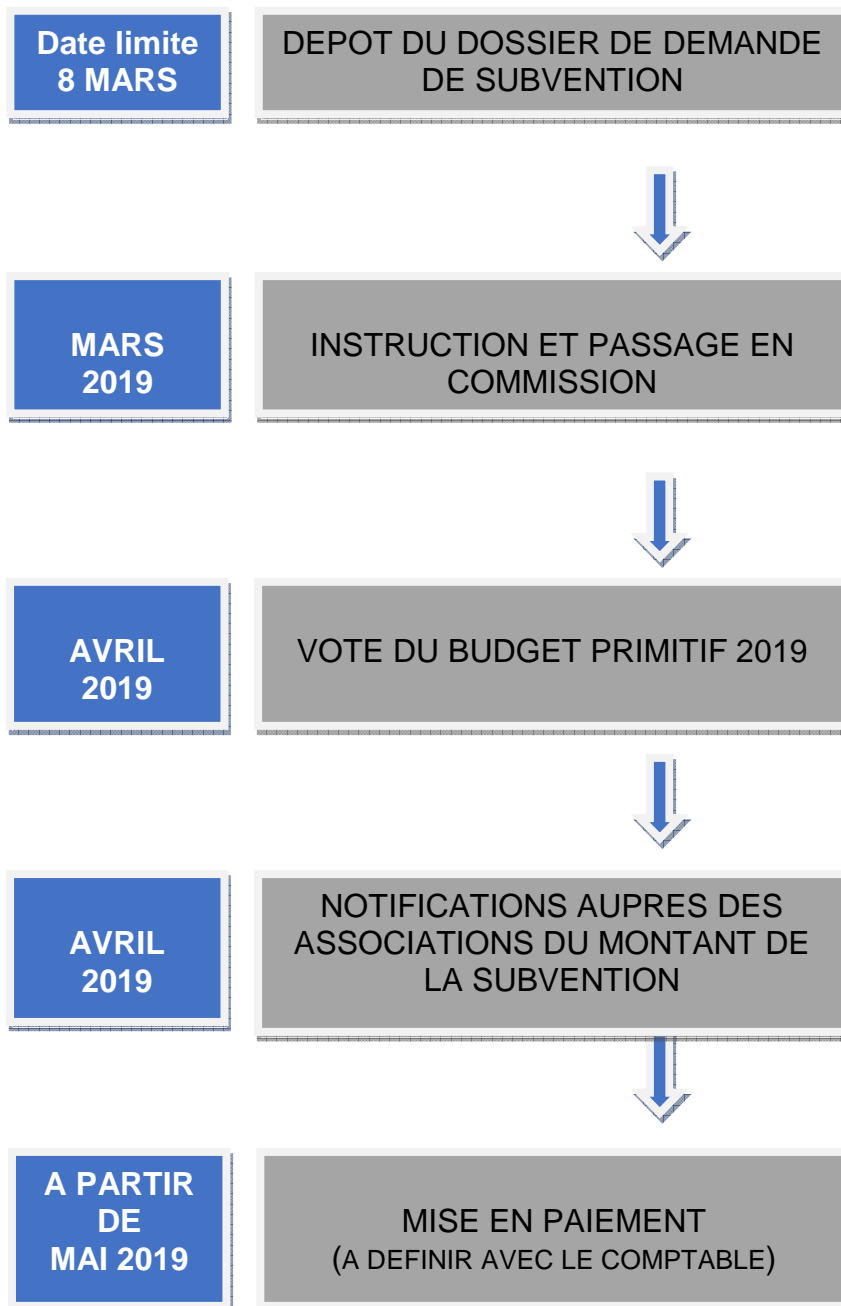 Date limite
8 MARS
DEPOT DU DOSSIER DE DEMANDE
DE SUBVENTION
MARS
2019
INSTRUCTION ET PASSAGE EN
COMMISSION
AVRIL
2019
VOTE DU BUDGET PRIMITIF 2019
AVRIL
2019
NOTIFICATIONS AUPRES DES
ASSOCIATIONS DU MONTANT DE
LA SUBVENTION
A PARTIR
DE
MAI 2019
MISE EN PAIEMENT
(A DEFINIR AVEC LE COMPTABLE)